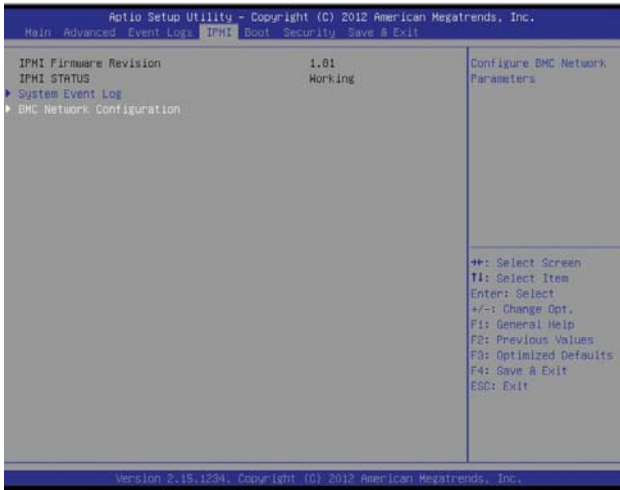 Aptio Setup Utility - Copyright (C) 2012 American Megatrends, Inc.
Main Advanced Event Logs IPMI Boot Security Save & Exit
IPMI Firmware Revision 1.01
IPMI STATUS Working
System Event Log
BMC Network Configuration
Configure BMC Network
Parameters
→←: Select Screen
↑↓: Select Item
Enter: Select
+/-: Change Opt.
F1: General Help
F2: Previous Values
F3: Optimized Defaults
F4: Save & Exit
ESC: Exit
Version 2.15.1234. Copyright (C) 2012 American Megatrends, Inc.